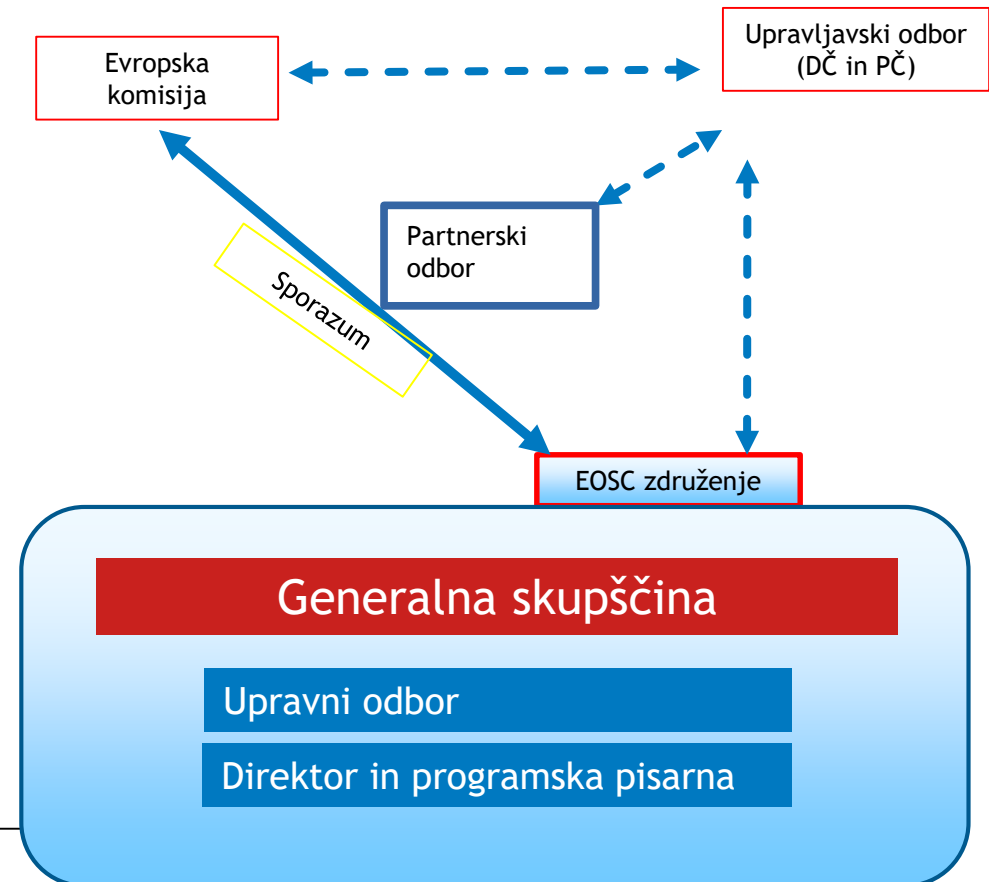 Evropska
komisija
Upravljavski odbor
(DČ in PČ)
Partnerski
odbor
Sporazum
EOSC združenje
Generalna skupščina
Upravni odbor
Direktor in programska pisarna